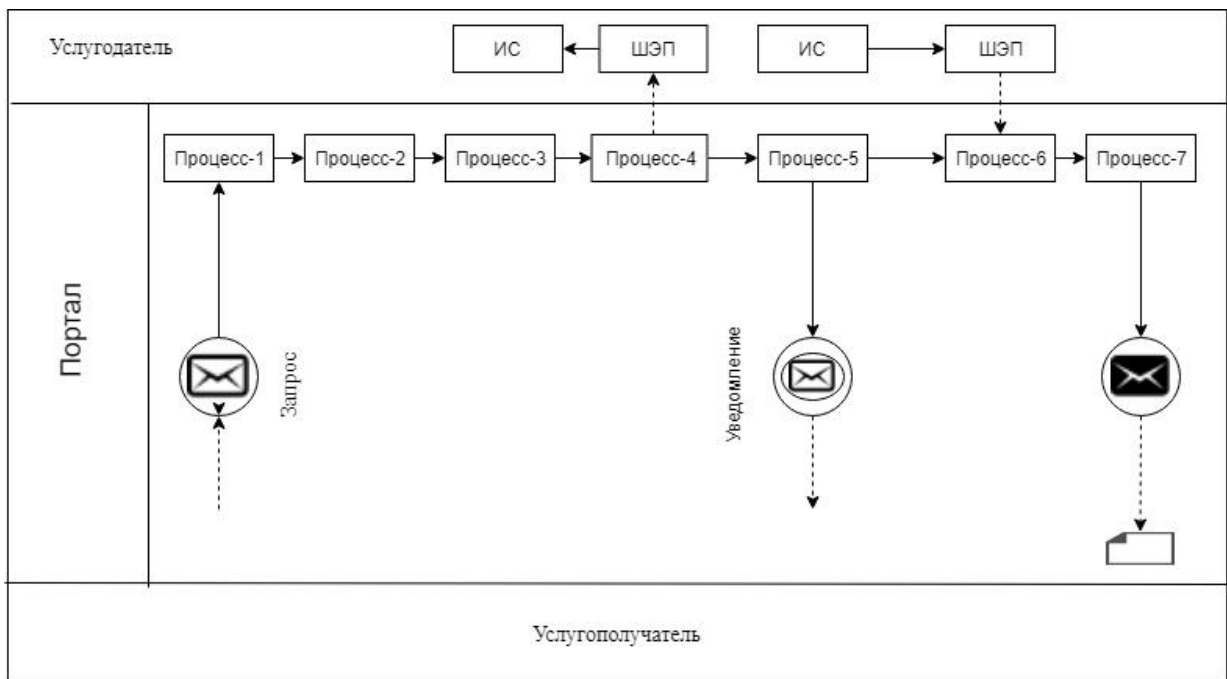 Услугодатель
ИС
ШЭП
ИС
ШЭП
Процесс-1
Процесс-2
Процесс-3
Процесс-4
Процесс-5
Процесс-6
Процесс-7
Портал
Запрос
Уведомление
Услугополучатель